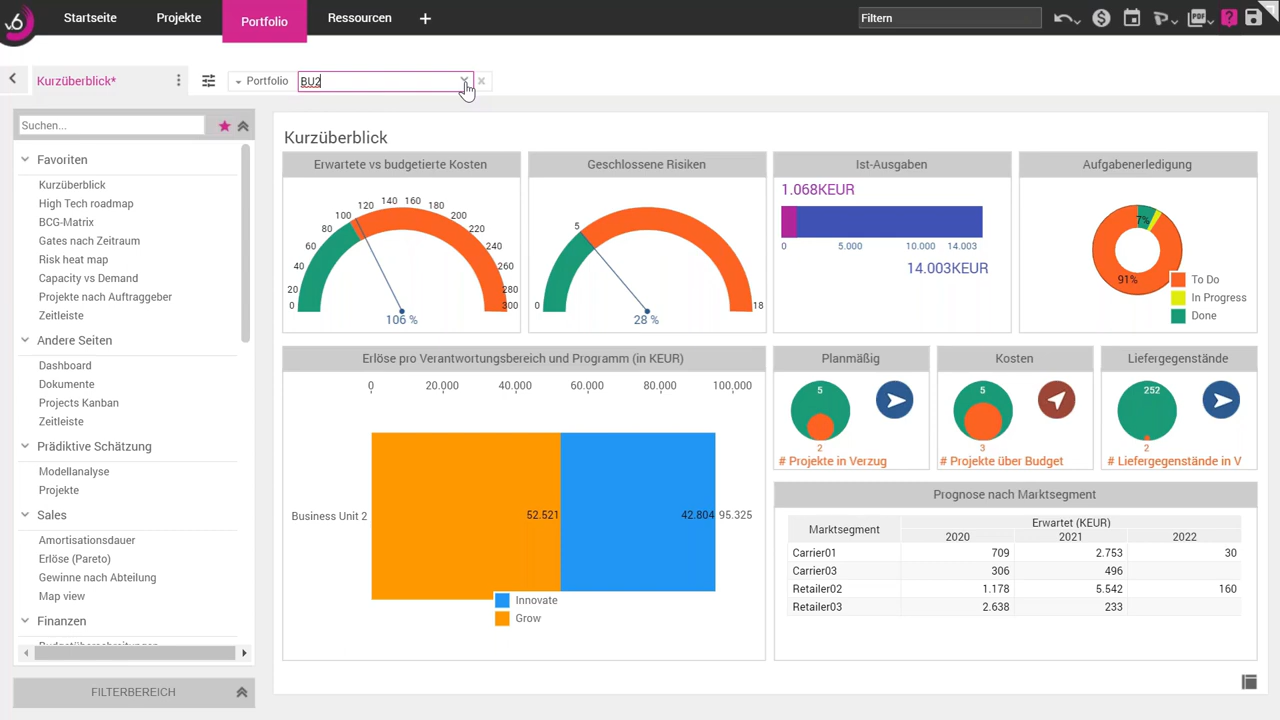 v6 Startseite Projekte Portfolio Ressourcen + Filtern PDF ?
Kurzüberblick* Portfolio BU2
Suchen...
Favoriten
Kurzüberblick
High Tech roadmap
BCG-Matrix
Gates nach Zeitraum
Risk heat map
Capacity vs Demand
Projekte nach Auftraggeber
Zeitleiste
Andere Seiten
Dashboard
Dokumente
Projects Kanban
Zeitleiste
Prädiktive Schätzung
Modellanalyse
Projekte
Sales
Amortisationsdauer
Erlöse (Pareto)
Gewinne nach Abteilung
Map view
Finanzen
FILTERBEREICH
Kurzüberblick
Erwartete vs budgetierte Kosten
0 20 40 60 80 100 120 140 160 180 200 220 240 260 280 300
106 %
Geschlossene Risiken
0 5 18
28 %
Ist-Ausgaben
1.068KEUR
0 5.000 10.000 14.003
14.003KEUR
Aufgabenerledigung
7%
91%
To Do
In Progress
Done
Erlöse pro Verantwortungsbereich und Programm (in KEUR)
0 20.000 40.000 60.000 80.000 100.000
Business Unit 2 52.521 42.804 95.325
Innovate
Grow
Planmäßig
5
2
# Projekte in Verzug
Kosten
5
3
# Projekte über Budget
Liefergegenstände
252
2
# Liefergegenstände in V
Prognose nach Marktsegment
Marktsegment Erwartet (KEUR)
2020 2021 2022
Carrier01 709 2.753 30
Carrier03 306 496
Retailer02 1.178 5.542 160
Retailer03 2.638 233